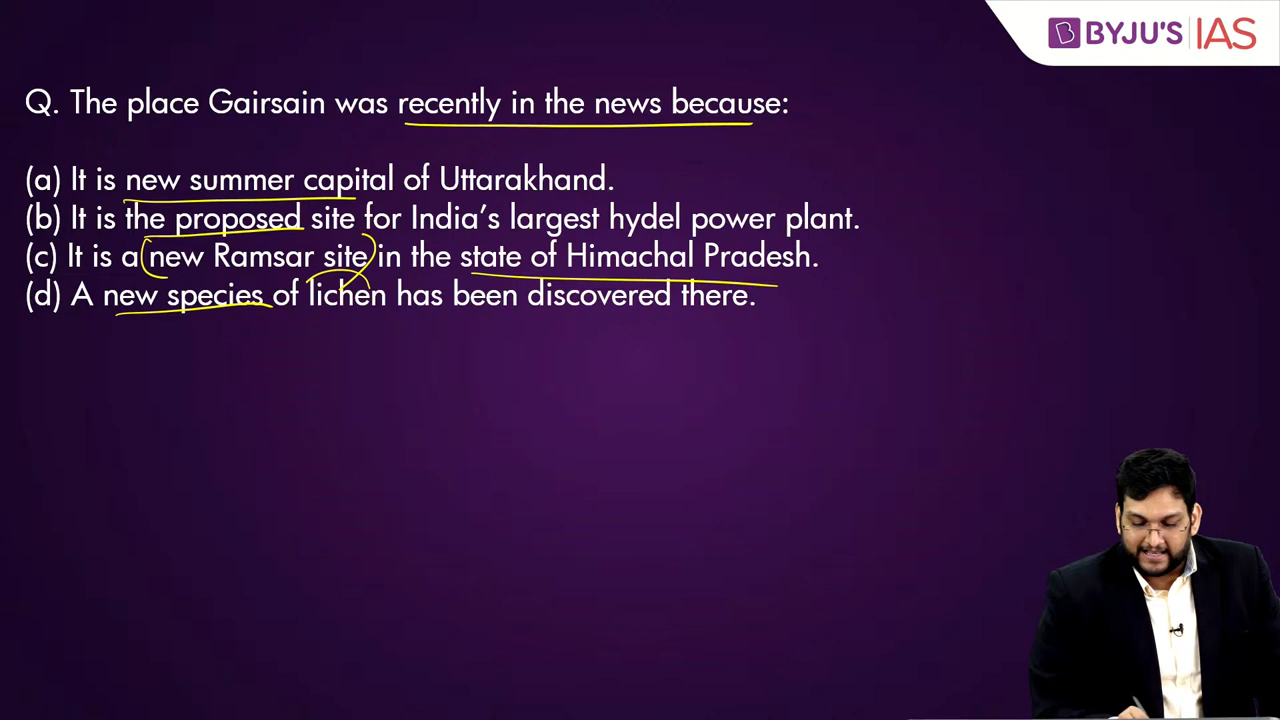 BYJU'S IAS
Q. The place Gairsain was recently in the news because:
(a) It is new summer capital of Uttarakhand.
(b) It is the proposed site for India’s largest hydel power plant.
(c) It is a new Ramsar site in the state of Himachal Pradesh.
(d) A new species of lichen has been discovered there.